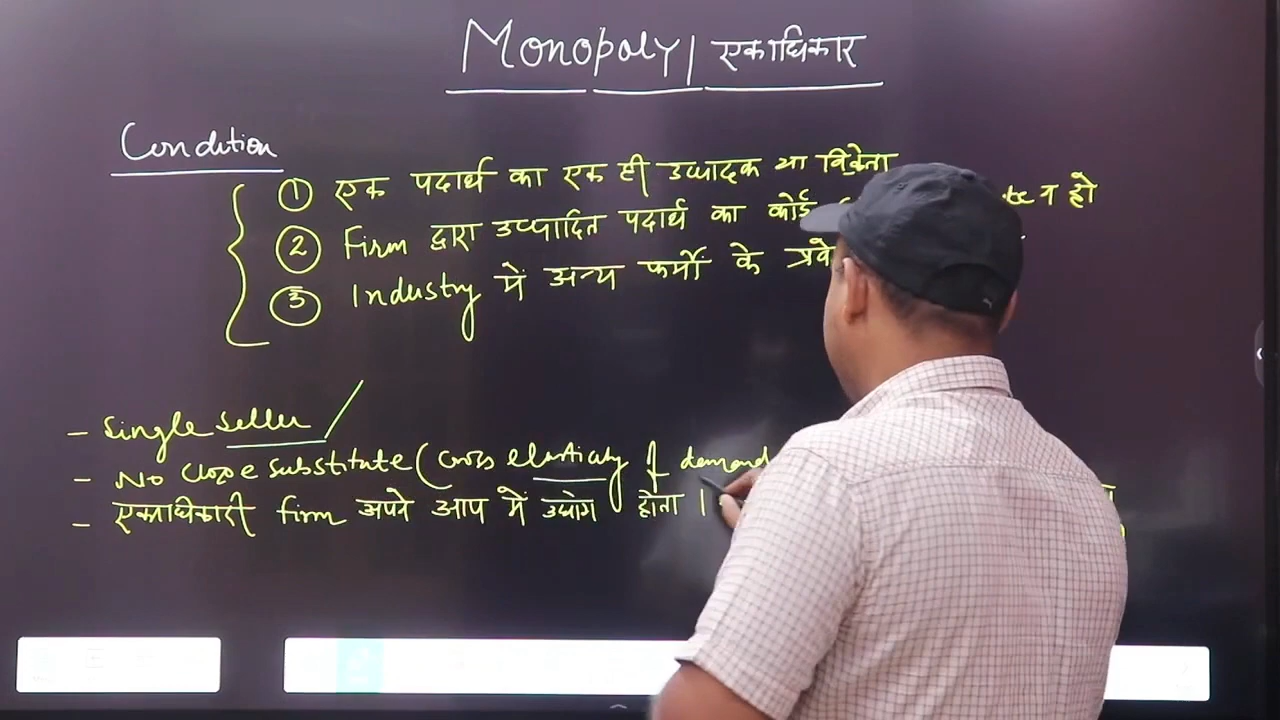 Monopoly | एकाधिकार
Condition
① एक पदार्थ का एक ही उत्पादक या विक्रेता
② Firm द्वारा उत्पादित पदार्थ का कोई न हो
③ Industry में अन्य फर्मों के
- Single seller /
- No close substitute (cross elasticity of demand
- एकाधिकारी firm अपने आप में उद्योग होता।